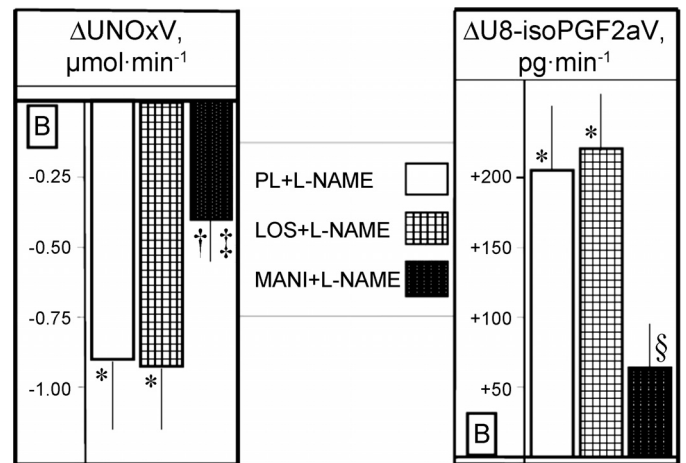 ΔUNOxV,
µmol·min⁻¹
B
-0.25
-0.50
-0.75
-1.00
*
*
† ‡
PL+L-NAME
LOS+L-NAME
MANI+L-NAME
ΔU8-isoPGF2aV,
pg·min⁻¹
+200
+150
+100
+50
*
*
§
B